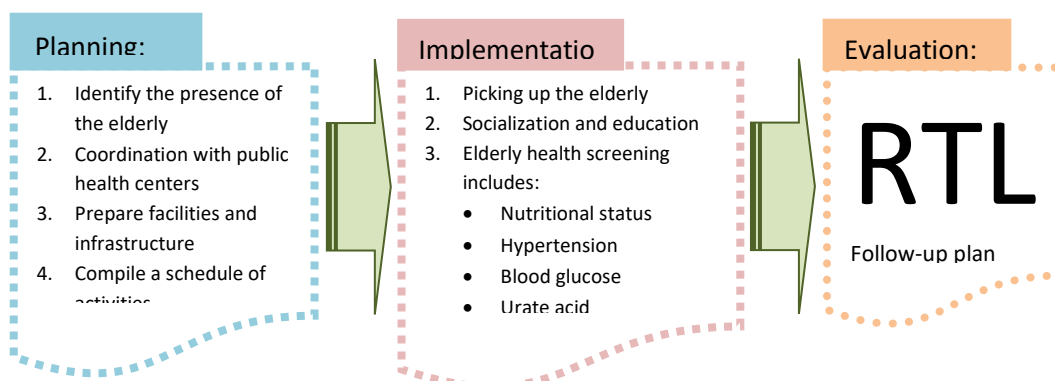 Planning:
1. Identify the presence of
the elderly
2. Coordination with public
health centers
3. Prepare facilities and
infrastructure
4. Compile a schedule of
activities
Implementatio
1. Picking up the elderly
2. Socialization and education
3. Elderly health screening
includes:
• Nutritional status
• Hypertension
• Blood glucose
• Urate acid
Evaluation:
RTL
Follow-up plan